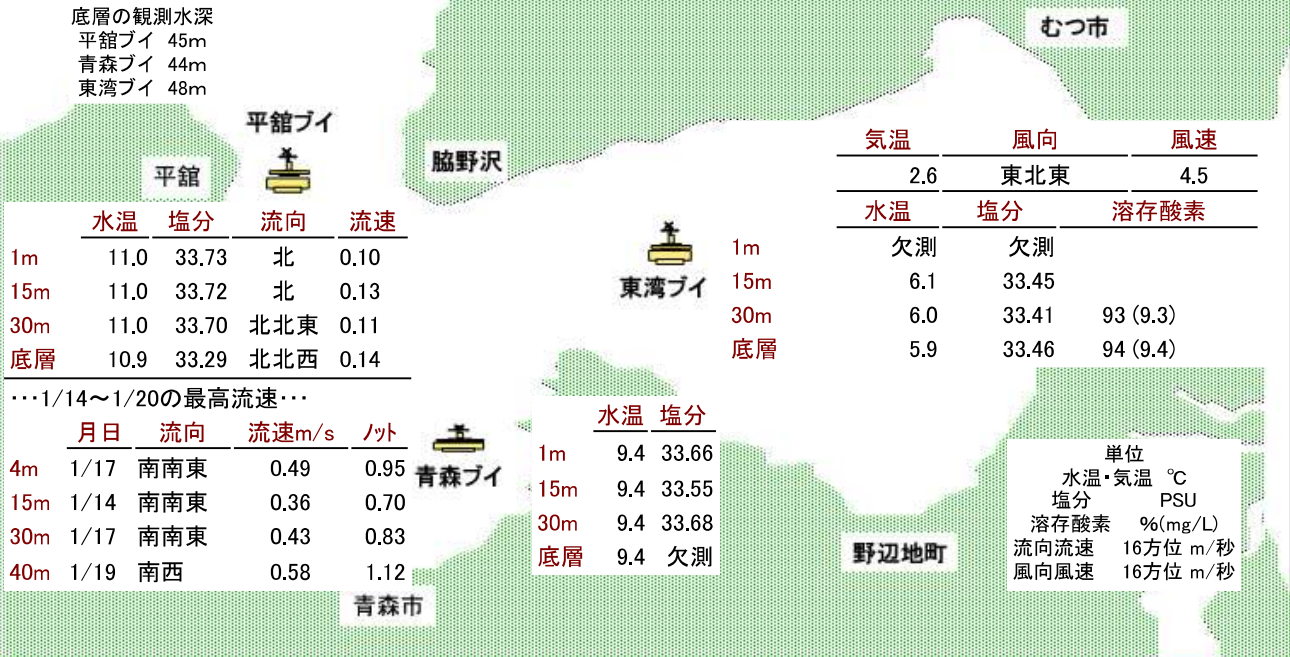 底層の観測水深
平舘ブイ 45m
青森ブイ 44m
東湾ブイ 48m
むつ市
平舘ブイ
脇野沢
平舘
水温 塩分 流向 流速
1m 11.0 33.73 北 0.10
15m 11.0 33.72 北 0.13
30m 11.0 33.70 北北東 0.11
底層 10.9 33.29 北北西 0.14
…1/14～1/20の最高流速…
月日 流向 流速m/s ノット
4m 1/17 南南東 0.49 0.95
15m 1/14 南南東 0.36 0.70
30m 1/17 南南東 0.43 0.83
40m 1/19 南西 0.58 1.12
気温 風向 風速
2.6 東北東 4.5
水温 塩分 溶存酸素
1m 欠測 欠測
15m 6.1 33.45
30m 6.0 33.41 93 (9.3)
底層 5.9 33.46 94 (9.4)
東湾ブイ
青森ブイ
水温 塩分
1m 9.4 33.66
15m 9.4 33.55
30m 9.4 33.68
底層 9.4 欠測
野辺地町
青森市
単位
水温・気温 ℃
塩分 PSU
溶存酸素 %(mg/L)
流向流速 16方位 m/秒
風向風速 16方位 m/秒